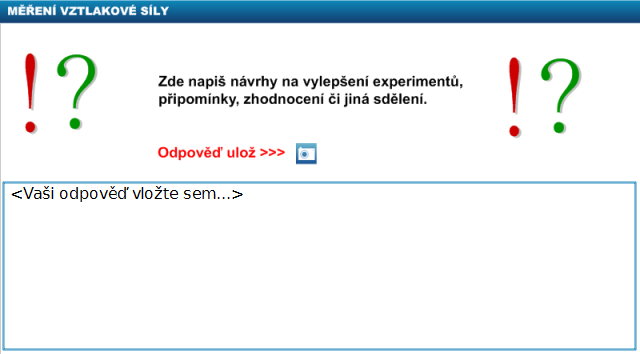 MĚŘENÍ VZTLAKOVÉ SÍLY
! ?
Zde napiš návrhy na vylepšení experimentů,
připomínky, zhodnocení či jiná sdělení.
! ?
Odpověď ulož >>>
<Vaši odpověď vložte sem...>